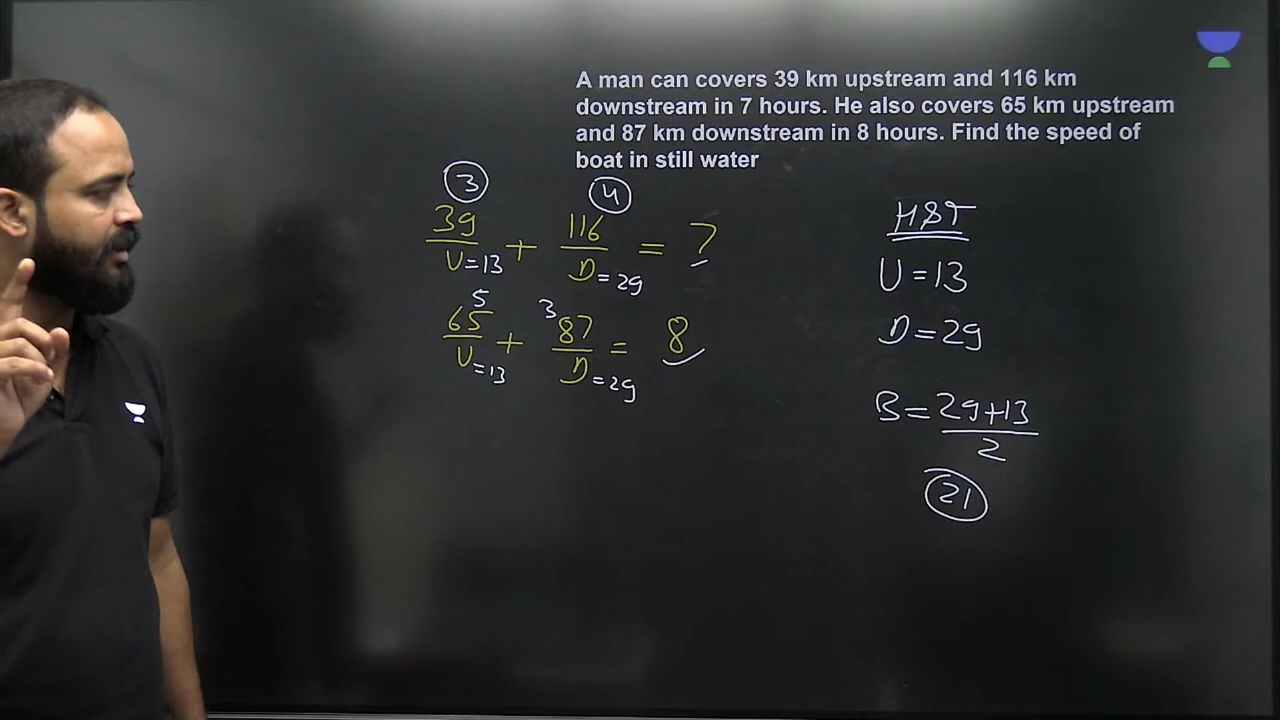 A man can covers 39 km upstream and 116 km
downstream in 7 hours. He also covers 65 km upstream
and 87 km downstream in 8 hours. Find the speed of
boat in still water
3 4
39/U=13 + 116/D=29 = 7
5 3
65/U=13 + 87/D=29 = 8
U=13
D=29
B=29+13/2
21